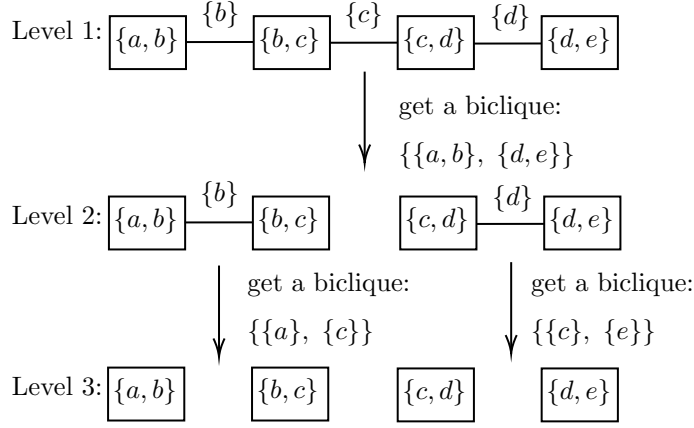 {b} {c} {d}
Level 1: {a, b} {b, c} {c, d} {d, e}
get a biclique:
{{a, b}, {d, e}}
{b} {d}
Level 2: {a, b} {b, c} {c, d} {d, e}
get a biclique: get a biclique:
{{a}, {c}} {{c}, {e}}
Level 3: {a, b} {b, c} {c, d} {d, e}